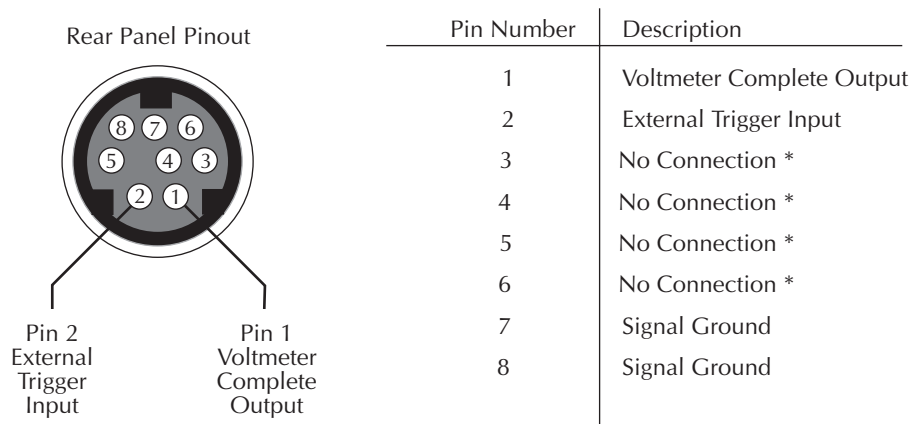 Rear Panel Pinout
8 7 6
5 4 3
2 1
Pin 2
External
Trigger
Input
Pin 1
Voltmeter
Complete
Output
Pin Number Description
1 Voltmeter Complete Output
2 External Trigger Input
3 No Connection *
4 No Connection *
5 No Connection *
6 No Connection *
7 Signal Ground
8 Signal Ground